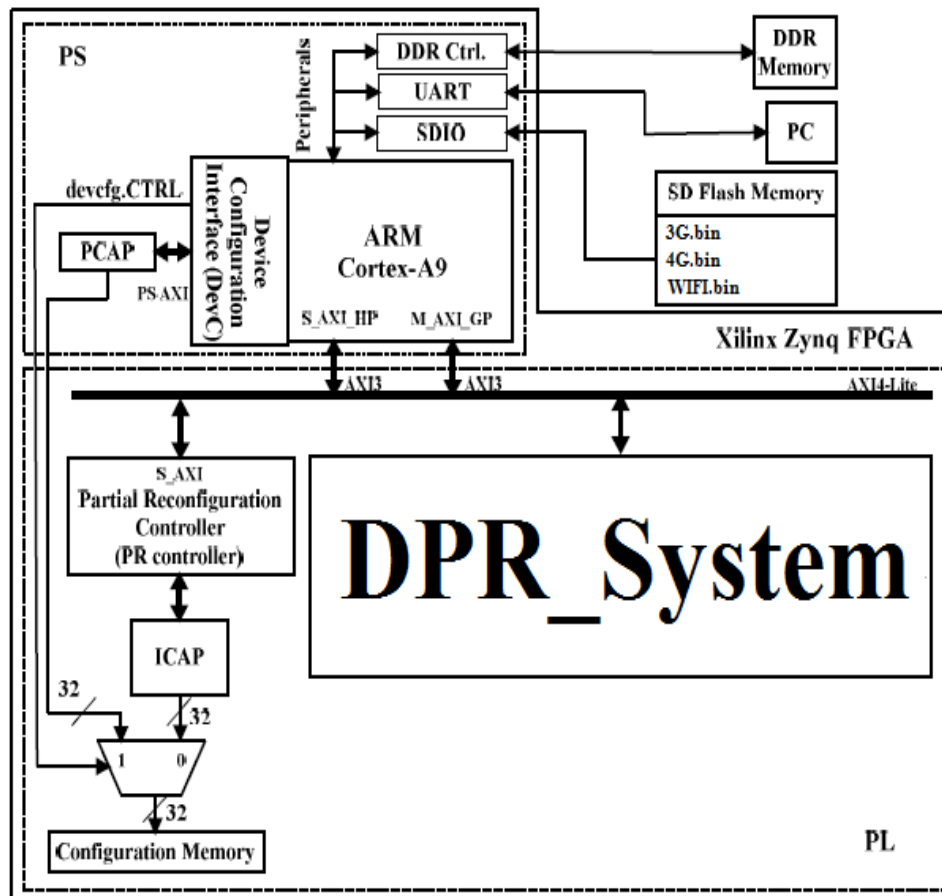 PS
Peripherals
DDR Ctrl.
UART
SDIO
DDR
Memory
PC
SD Flash Memory
3G.bin
4G.bin
WIFI.bin
devcfg.CTRL
PCAP
PS-AXI
Device
Configuration
Interface (DevC)
ARM
Cortex-A9
S_AXI_HP
M_AXI_GP
Xilinx Zynq FPGA
AXI3
AXI3
AXI4-Lite
S_AXI
Partial Reconfiguration
Controller
(PR controller)
DPR_System
ICAP
32
32
1
0
32
Configuration Memory
PL